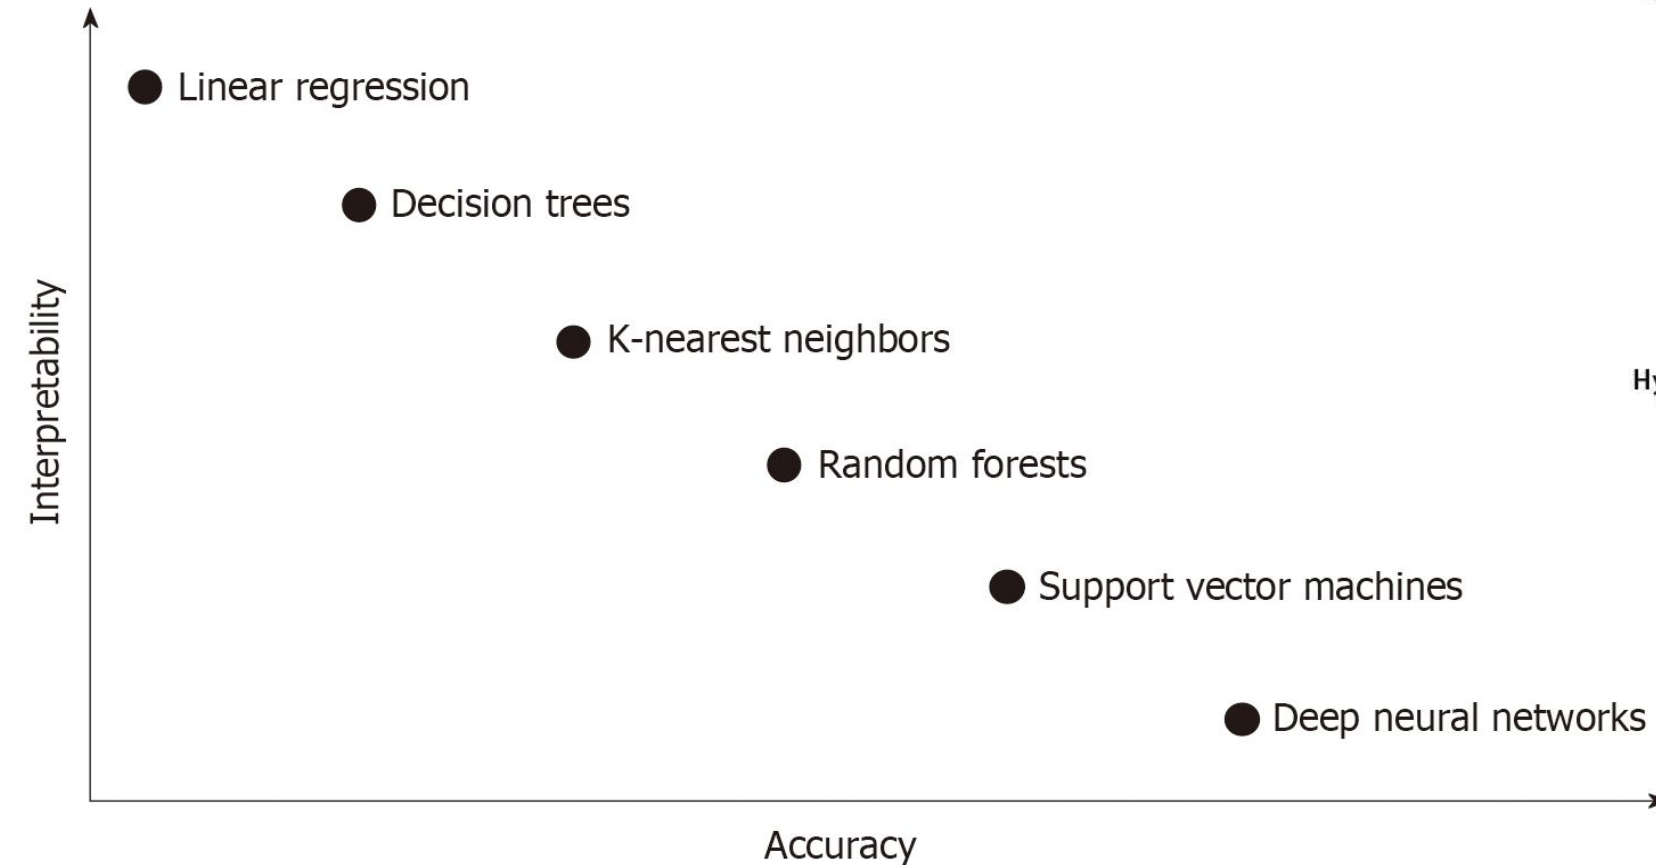 Linear regression
Decision trees
K-nearest neighbors
Random forests
Support vector machines
Deep neural networks
Interpretability
Accuracy